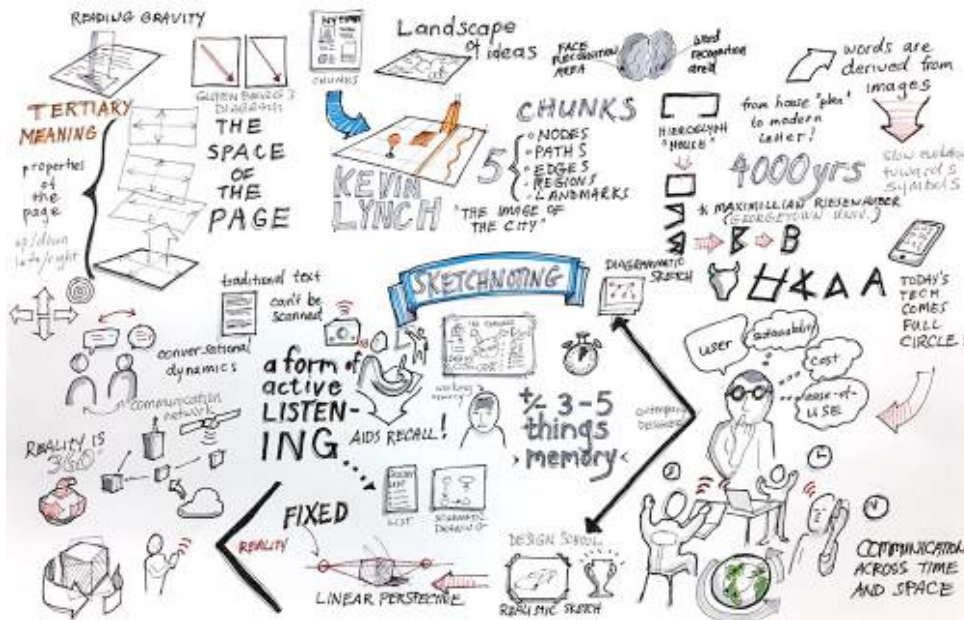 READING GRAVITY
TERTIARY
MEANING
properties
of the
page
up/down
left/right
THE
SPACE
OF
THE
PAGE
CHUNKS
Landscape
of ideas
KEVIN
LYNCH
"THE IMAGE OF
THE CITY"
5
CHUNKS
• NODES
• PATHS
• EDGES
• REGIONS
• LANDMARKS
FACE
RECOGNITION
AREA
word
recognition
area
words are
derived from
images
HIEROGLYPH
"HOUSE"
from house "plan"
to modern
letter!
4000yrs
slow evolution
towards
symbols
* MAXIMILLIAN RIESENHUBER
(GEORGETOWN UNIV.)
B
B
A
A
TODAY'S
TECH
COMES
FULL
CIRCLE!
SKETCHNOTING
DIAGRAMMATIC
SKETCH
traditional text
can't be
scanned
conversational
dynamics
communication
network
a form of
active
LISTEN-
ING
AIDS RECALL!
working
memory
+/- 3-5
things
memory
user
sustainability
cost
ease-of-
USE
REALITY IS
360°
FIXED
REALITY
LINEAR PERSPECTIVE
LIST
SCHEMATIC
DRAWING
DESIGN SCHOOL
REALISTIC SKETCH
COMMUNICATION
ACROSS TIME
AND SPACE